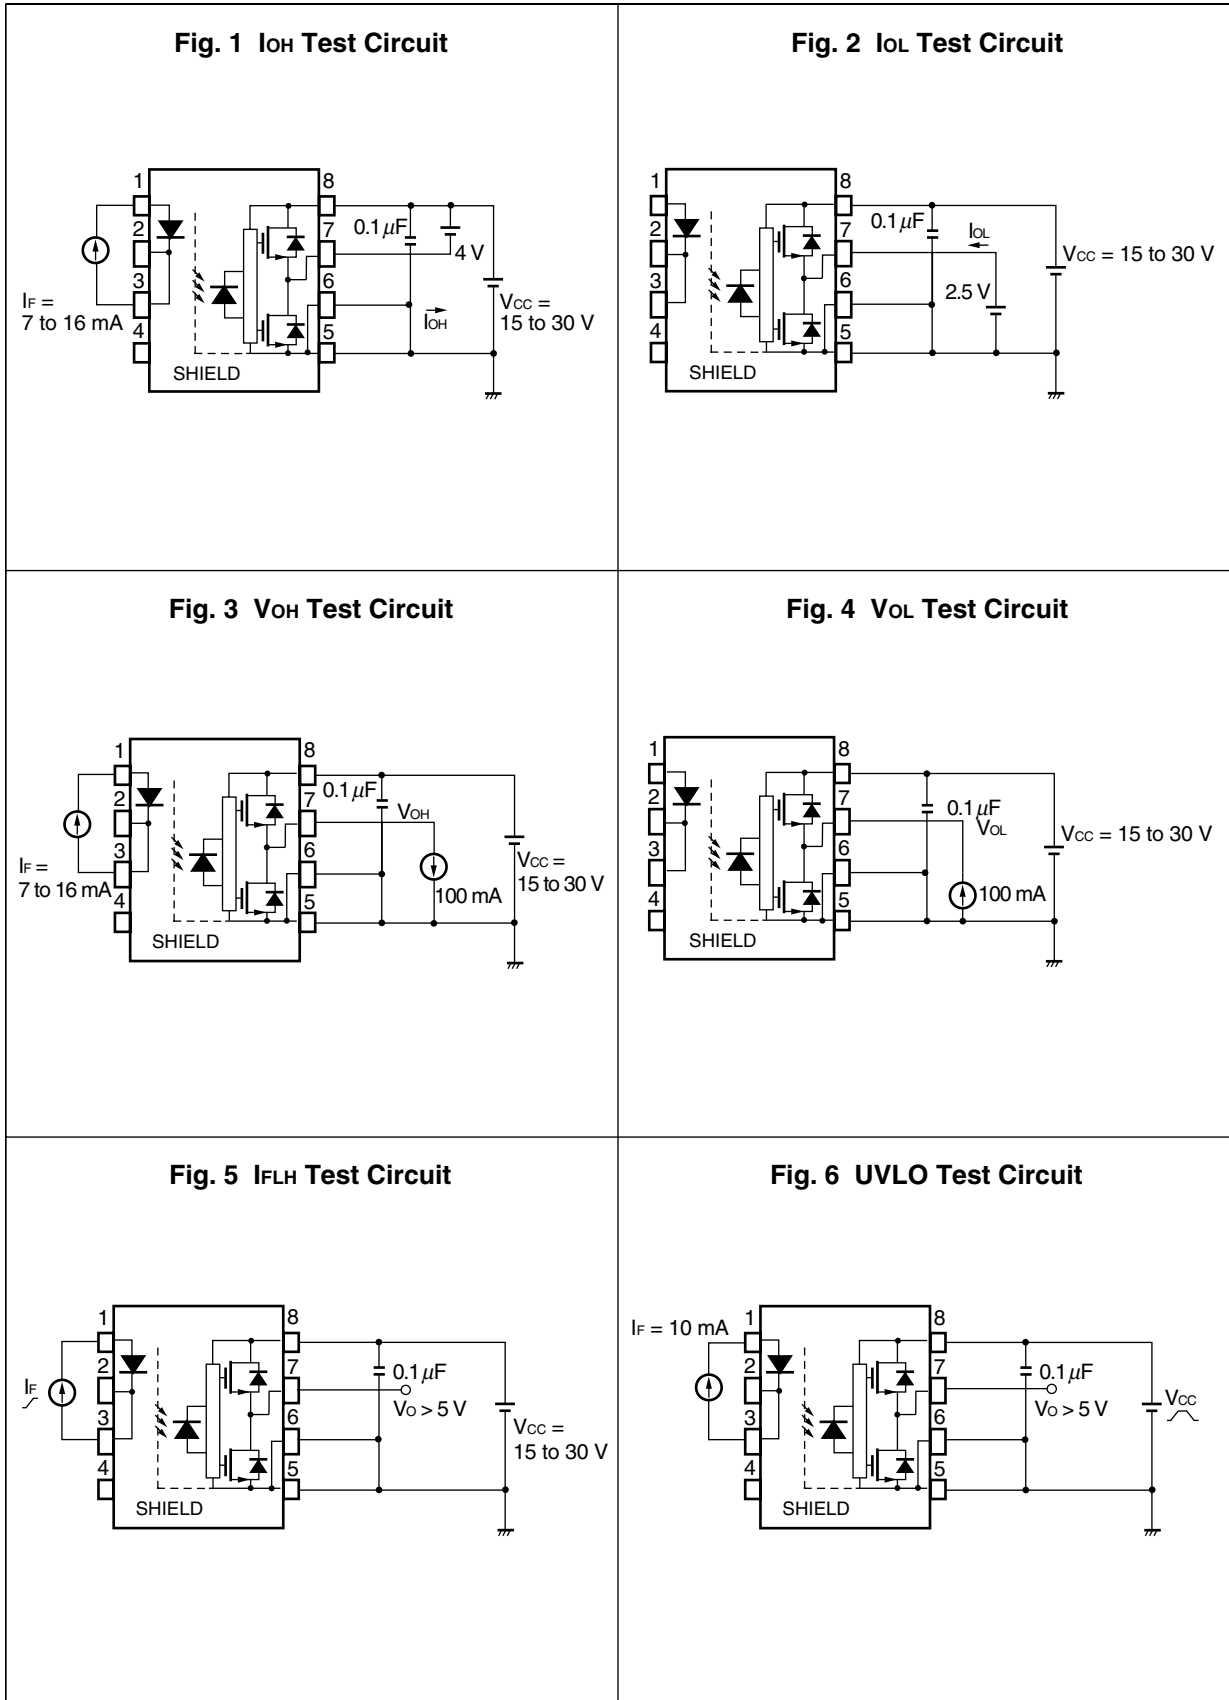 Fig. 1 IOH Test Circuit
1
8
2
0.1 μF
7
4 V
3
6
IF =
7 to 16 mA
IOH
VCC =
15 to 30 V
4
5
SHIELD
Fig. 2 IOL Test Circuit
1
8
2
0.1 μF
7
IOL
VCC = 15 to 30 V
3
6
2.5 V
4
5
SHIELD
Fig. 3 VOH Test Circuit
1
8
2
0.1 μF
7
VOH
3
6
IF =
7 to 16 mA
VCC =
15 to 30 V
100 mA
4
5
SHIELD
Fig. 4 VOL Test Circuit
1
8
2
7
0.1 μF
VOL
VCC = 15 to 30 V
3
6
100 mA
4
5
SHIELD
Fig. 5 IFLH Test Circuit
1
8
2
7
0.1 μF
IF
VO > 5 V
3
6
VCC =
15 to 30 V
4
5
SHIELD
Fig. 6 UVLO Test Circuit
IF = 10 mA
1
8
2
7
0.1 μF
VO > 5 V
VCC
3
6
4
5
SHIELD